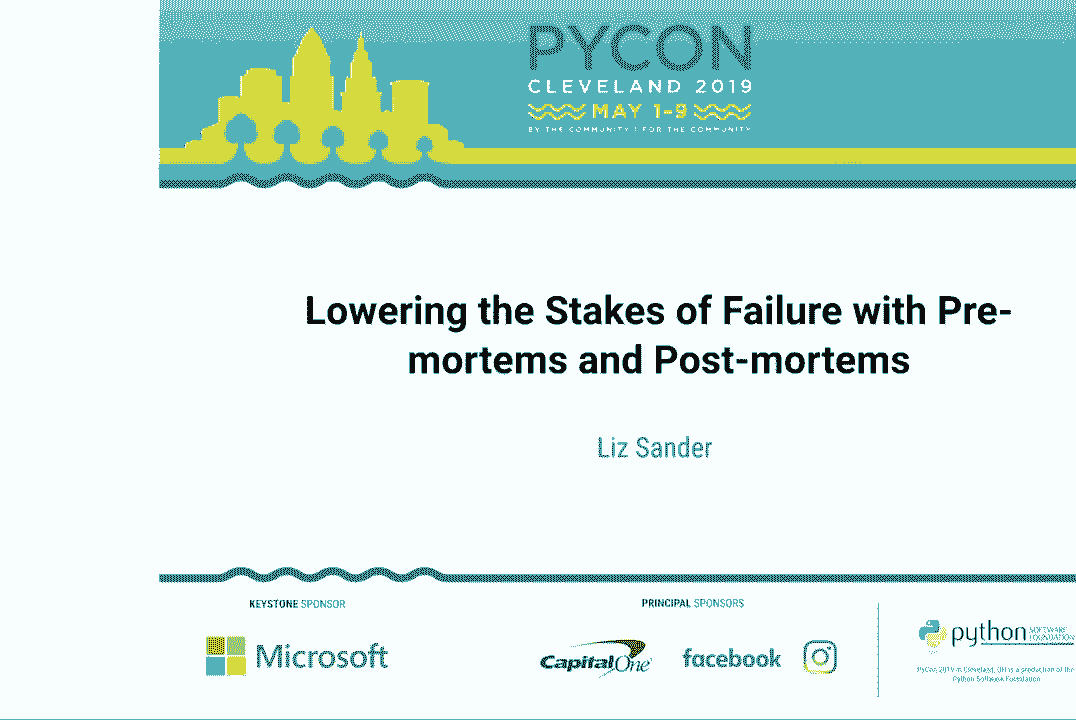 PYCON
CLEVELAND 2019
MAY 1-9
BY THE COMMUNITY | FOR THE COMMUNITY
Lowering the Stakes of Failure with Pre-
mortems and Post-mortems
Liz Sander
KEYSTONE SPONSOR
PRINCIPAL SPONSORS
Microsoft
CapitalOne
facebook
python SOFTWARE
FOUNDATION
PyCon 2019 in Cleveland, OH is a production of the
Python Software Foundation